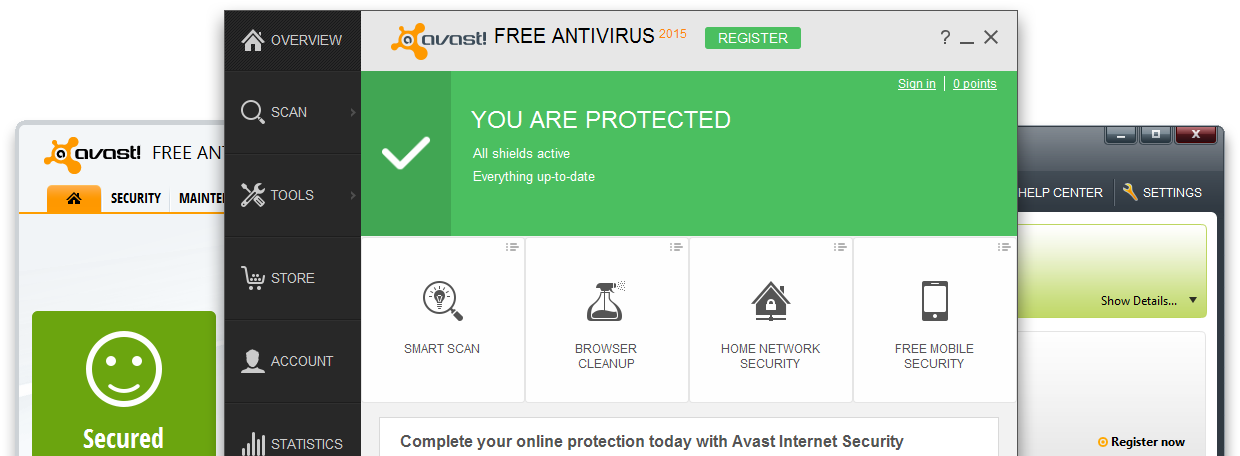 OVERVIEW
SCAN
TOOLS
STORE
ACCOUNT
STATISTICS
avast! FREE ANTIVIRUS 2015
REGISTER
?
Sign in | 0 points
YOU ARE PROTECTED
All shields active
Everything up-to-date
SMART SCAN
BROWSER
CLEANUP
HOME NETWORK
SECURITY
FREE MOBILE
SECURITY
Complete your online protection today with Avast Internet Security
avast! FREE ANT
SECURITY
MAINTE
Secured
HELP CENTER
SETTINGS
Show Details...
Register now